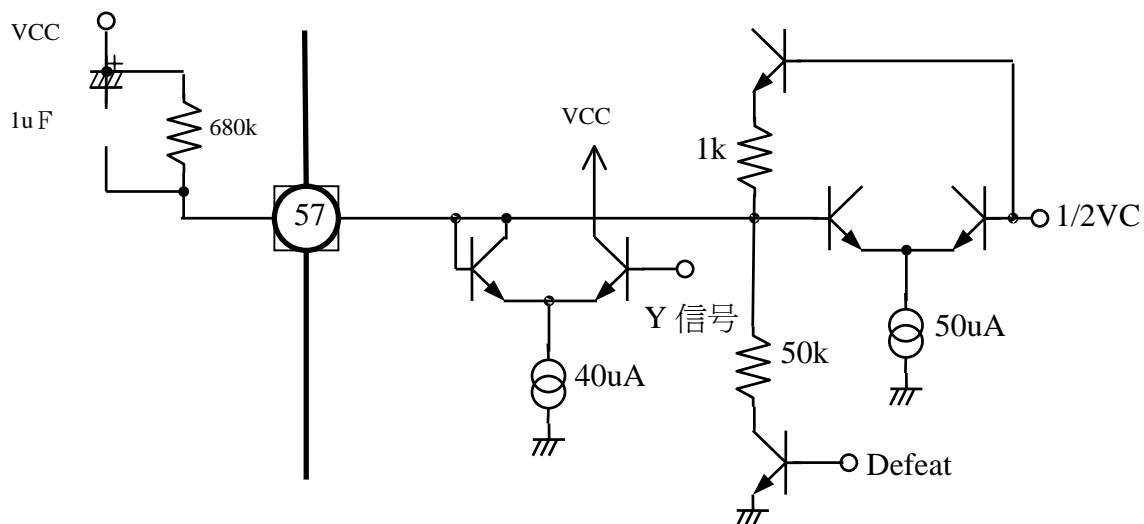 VCC
+
1uF
680k
57
VCC
1k
Y 信号
1/2VC
40uA
50k
50uA
Defeat